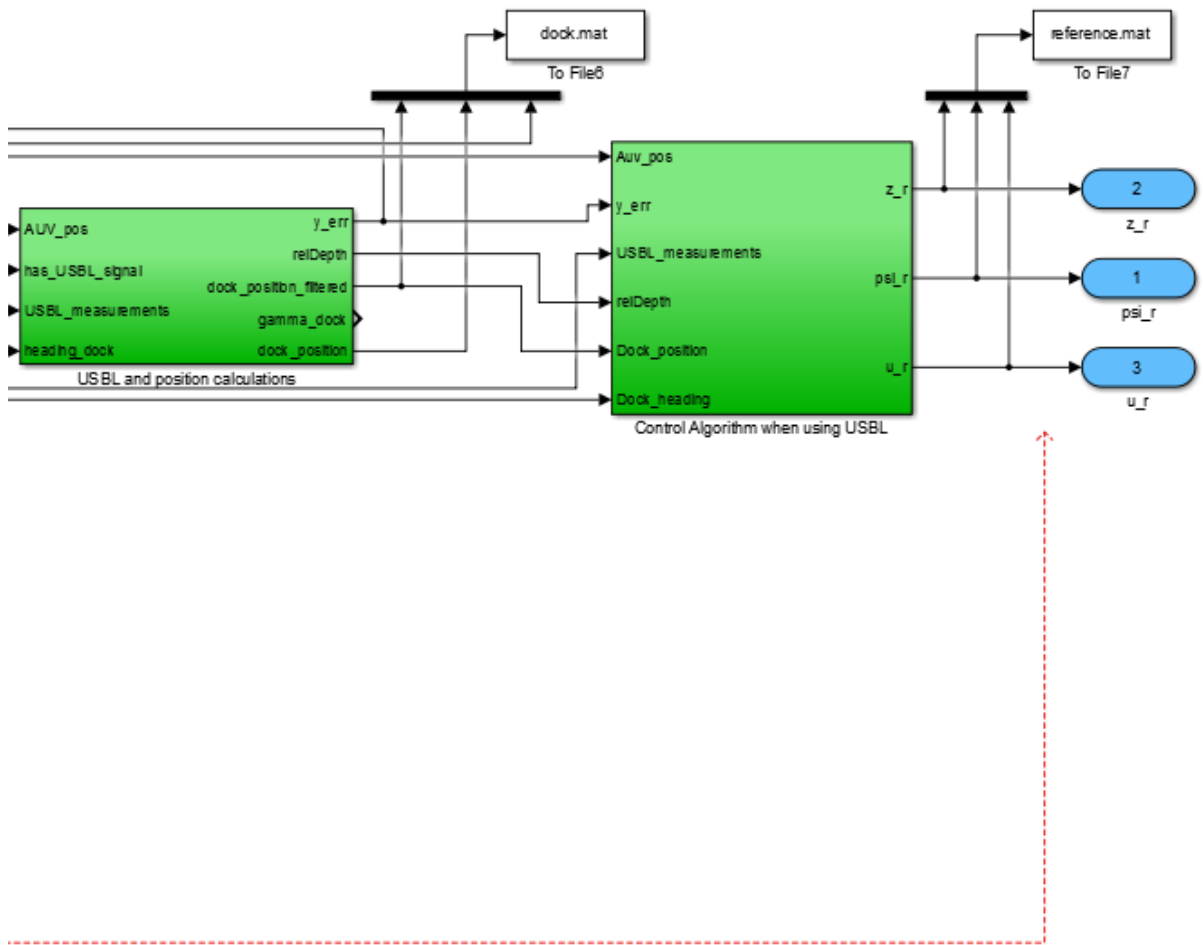 dock.mat
To File6
reference.mat
To File7
AUV_pos
has_USBL_signal
USBL_measurements
heading_dock
y_err
relDepth
dock_position_filtered
gamma_dock
dock_position
USBL and position calculations
Auv_pos
y_err
USBL_measurements
relDepth
Dock_position
Dock_heading
z_r
psi_r
u_r
Control Algorithm when using USBL
2
z_r
1
psi_r
3
u_r